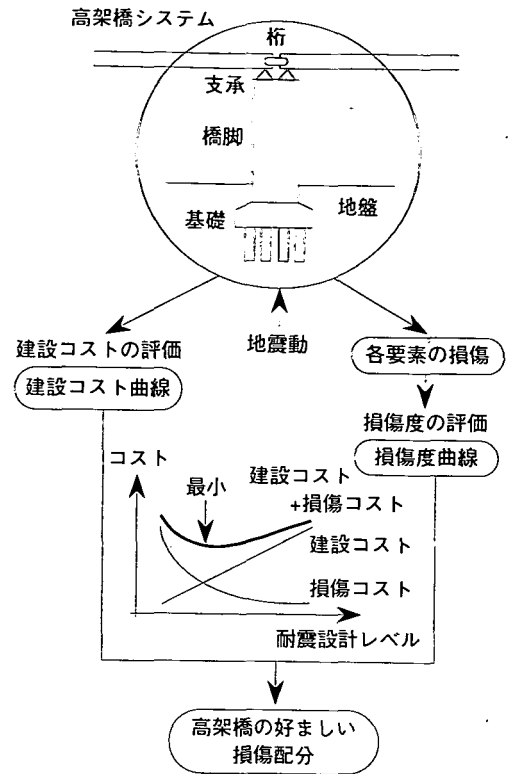 高架橋システム
桁
支承
橋脚
基礎
地盤
地震動
建設コストの評価
建設コスト曲線
各要素の損傷
損傷度の評価
損傷度曲線
コスト
最小
建設コスト
+損傷コスト
建設コスト
損傷コスト
耐震設計レベル
高架橋の好ましい
損傷配分